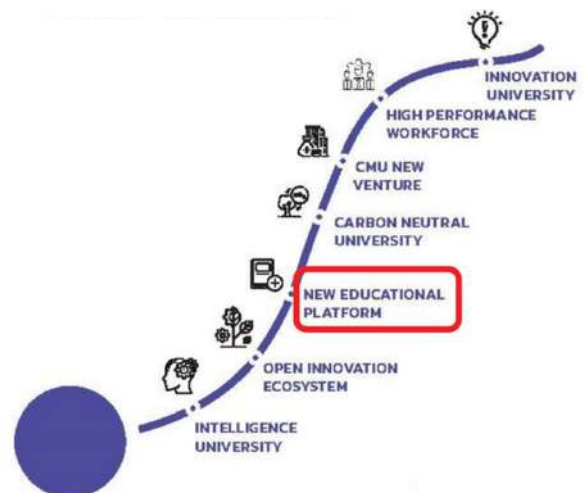 INNOVATION
UNIVERSITY
HIGH PERFORMANCE
WORKFORCE
CMU NEW
VENTURE
CARBON NEUTRAL
UNIVERSITY
NEW EDUCATIONAL
PLATFORM
OPEN INNOVATION
ECOSYSTEM
INTELLIGENCE
UNIVERSITY